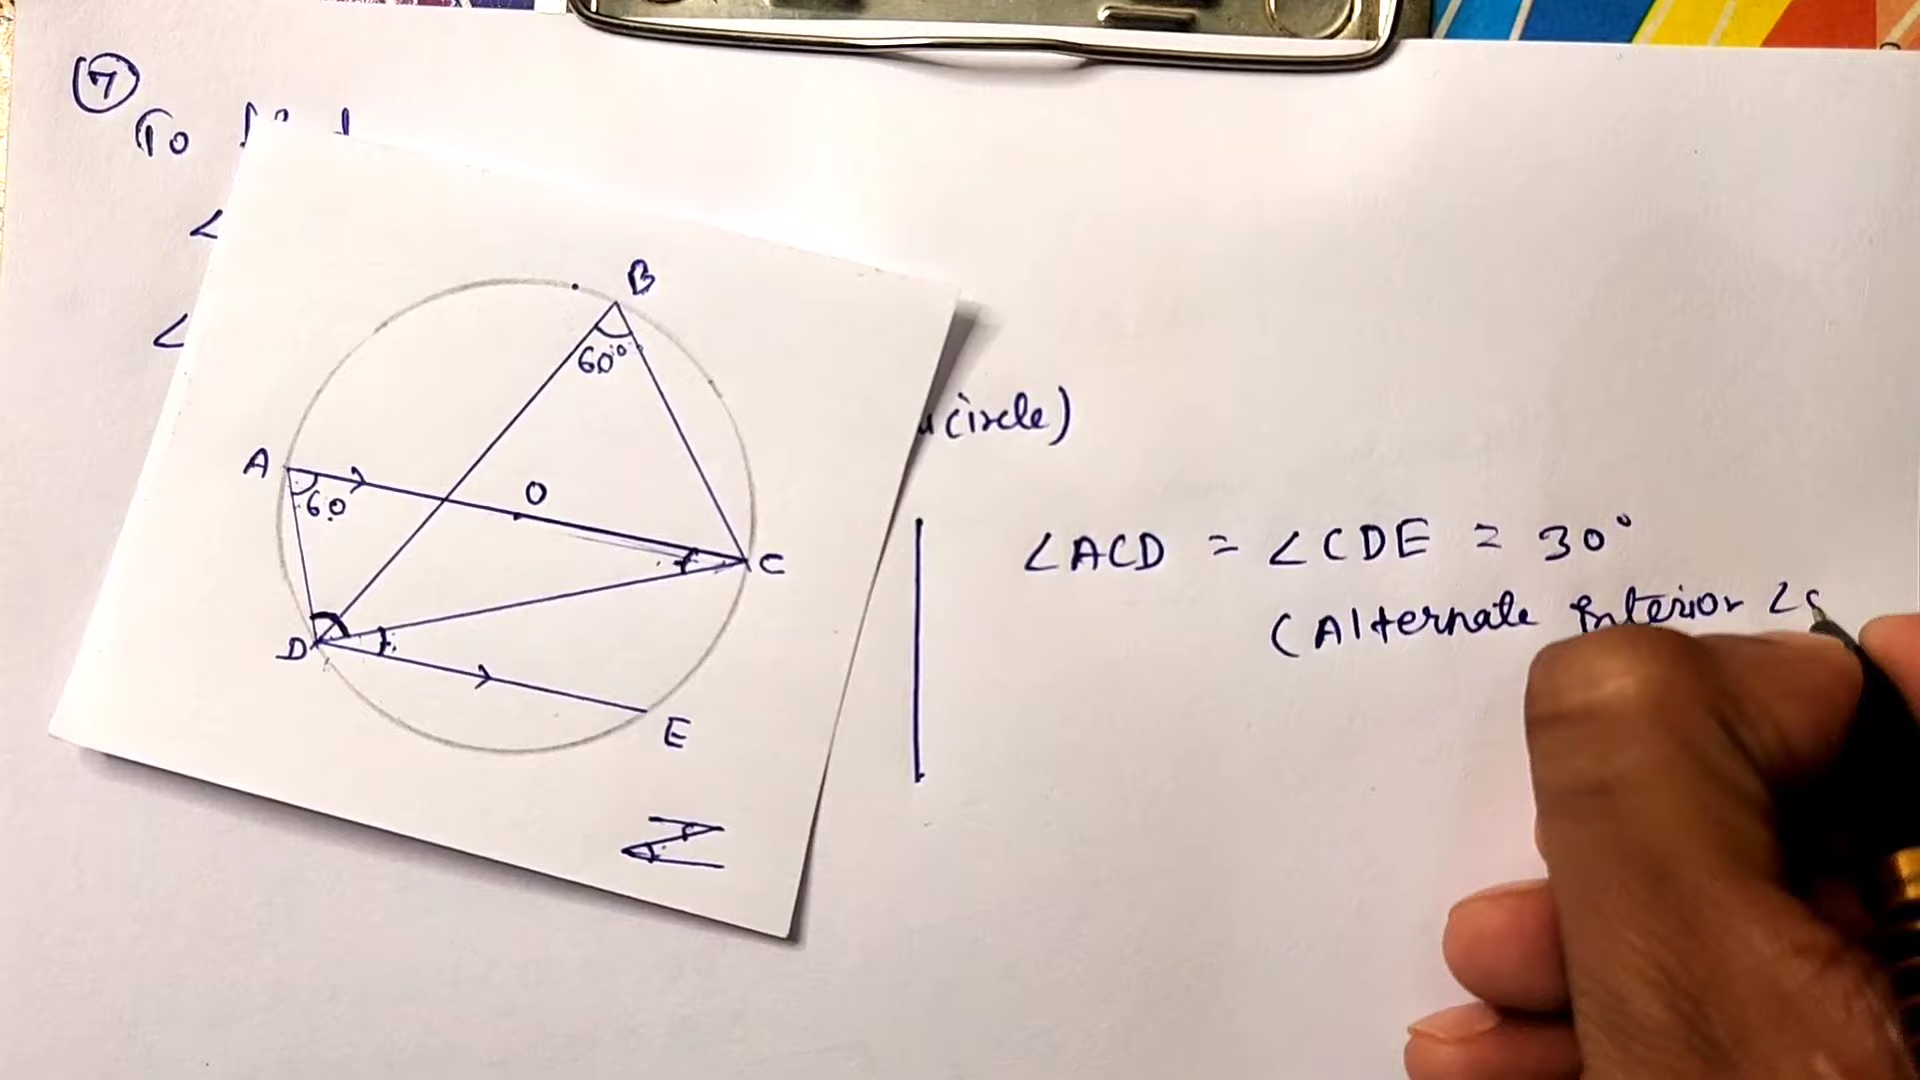 7
To
∠
∠
B
60°
A
60
O
C
D
E
circle)
∠ACD = ∠CDE = 30°
(Alternate Interior ∠s